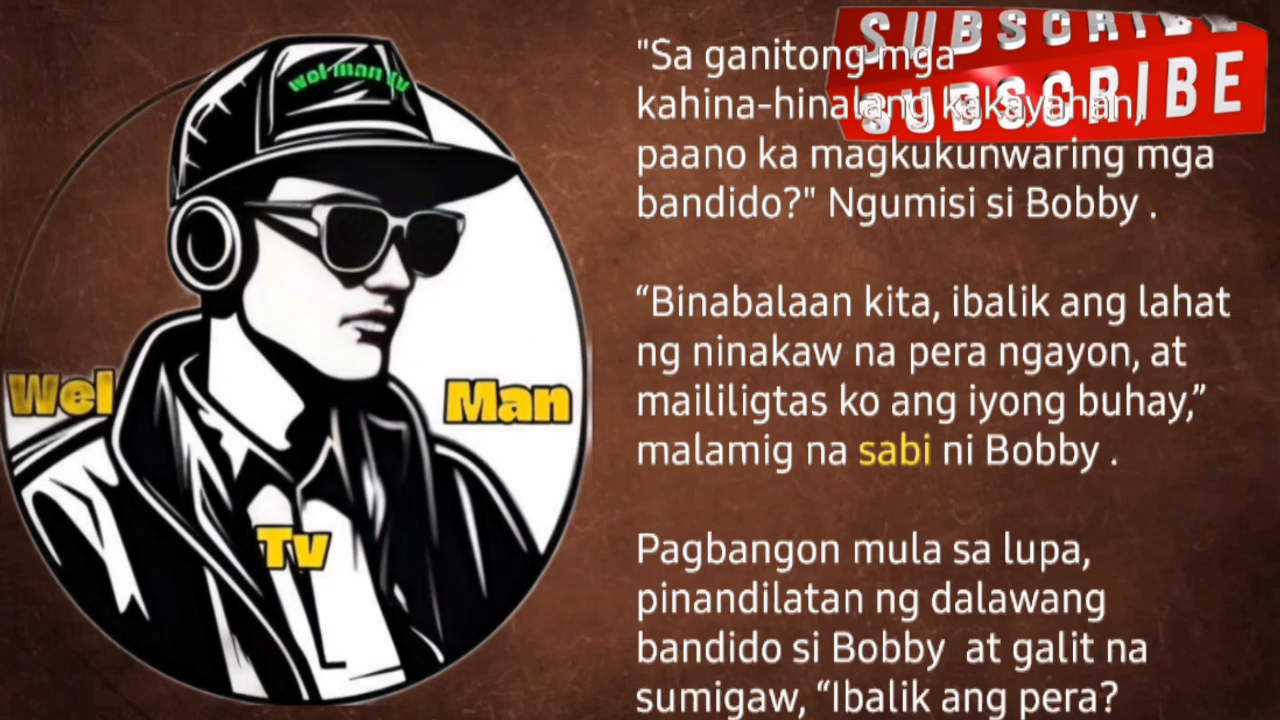 SUBSCRIBE
SUBSCRIBE
wel man tv
Wel
Man
Tv
"Sa ganitong mga
kahina-hinalang kakayahan,
paano ka magkukunwaring mga
bandido?" Ngumisi si Bobby .
“Binabalaan kita, ibalik ang lahat
ng ninakaw na pera ngayon, at
maililigtas ko ang iyong buhay,”
malamig na sabi ni Bobby .
Pagbangon mula sa lupa,
pinandilatan ng dalawang
bandido si Bobby  at galit na
sumigaw, “Ibalik ang pera?